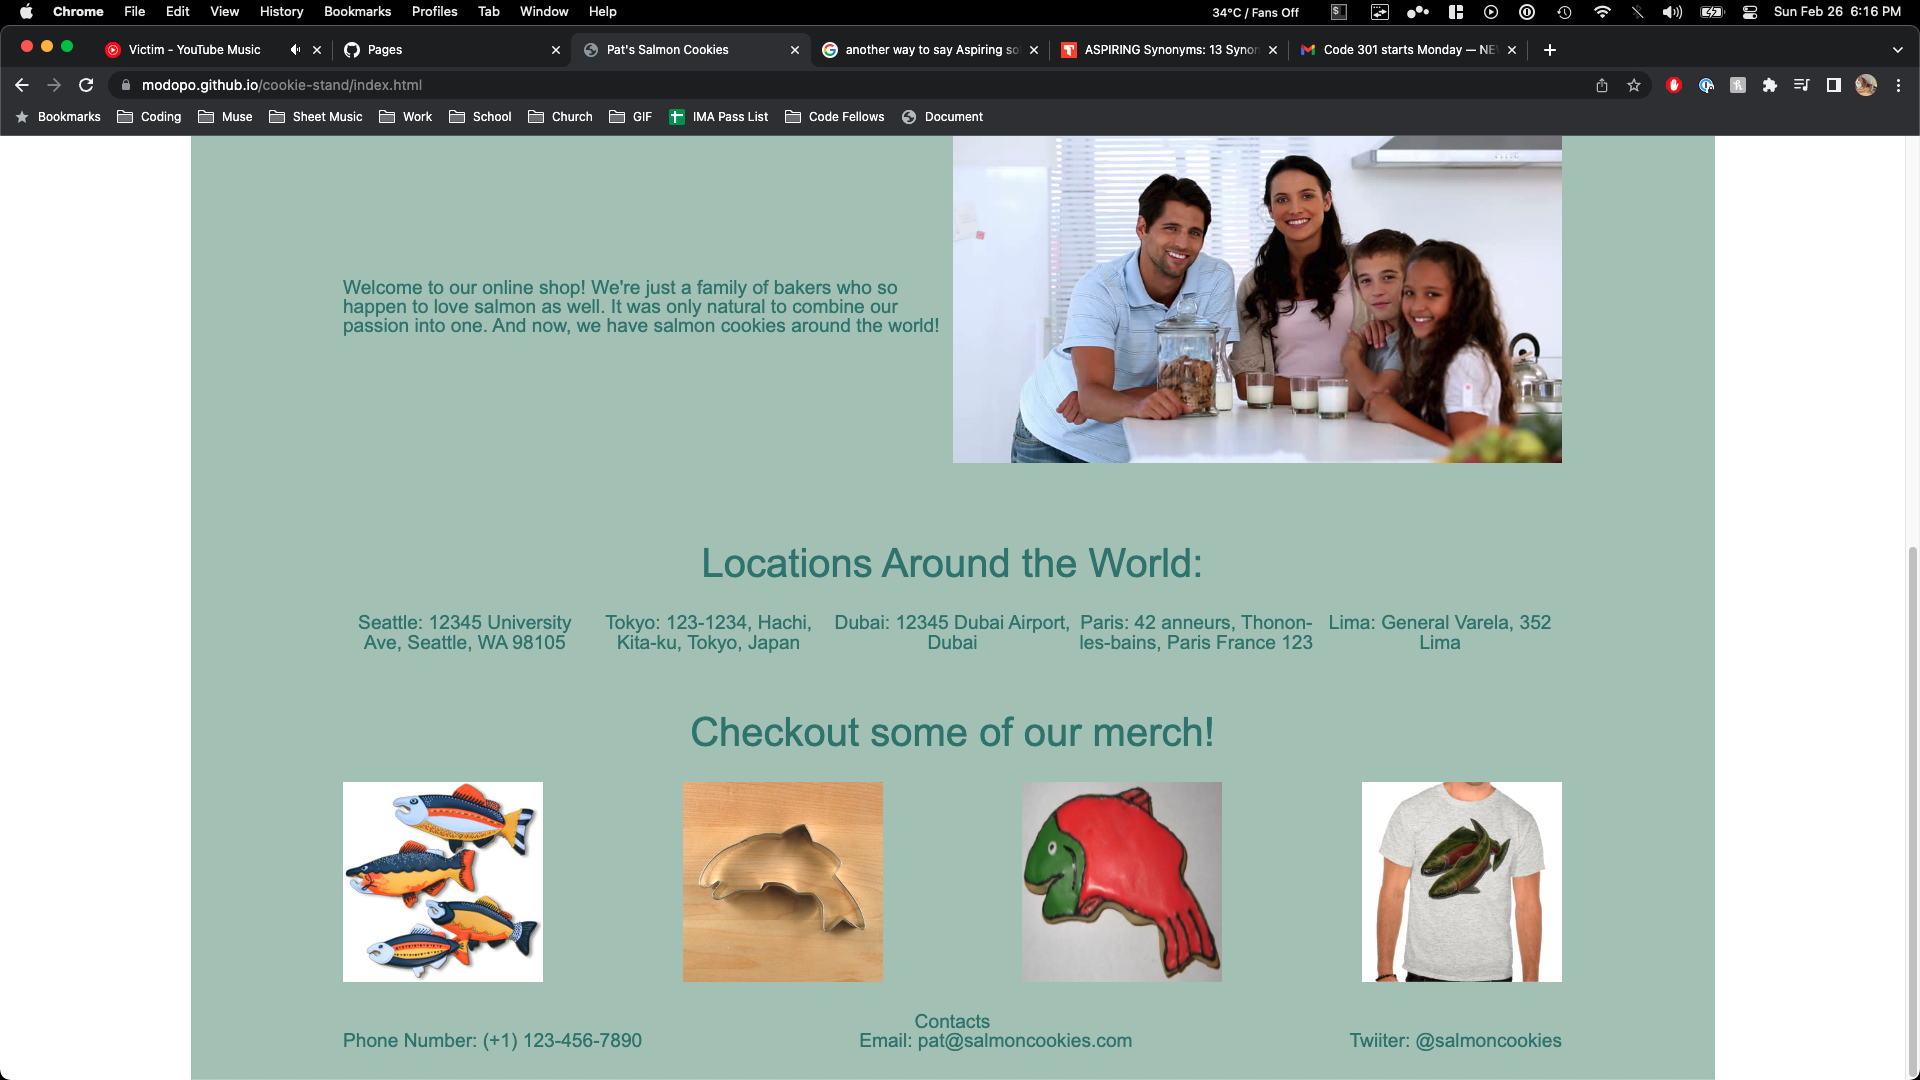 Chrome File Edit View History Bookmarks Profiles Tab Window Help 34°C / Fans Off Sun Feb 26 6:16 PM
Victim - YouTube Music Pages Pat's Salmon Cookies another way to say Aspiring so ASPIRING Synonyms: 13 Synon Code 301 starts Monday — NE
modopo.github.io/cookie-stand/index.html
Bookmarks Coding Muse Sheet Music Work School Church GIF IMA Pass List Code Fellows Document
Welcome to our online shop! We're just a family of bakers who so
happen to love salmon as well. It was only natural to combine our
passion into one. And now, we have salmon cookies around the world!
Locations Around the World:
Seattle: 12345 University
Ave, Seattle, WA 98105
Tokyo: 123-1234, Hachi,
Kita-ku, Tokyo, Japan
Dubai: 12345 Dubai Airport,
Dubai
Paris: 42 anneurs, Thonon-
les-bains, Paris France 123
Lima: General Varela, 352
Lima
Checkout some of our merch!
Contacts
Phone Number: (+1) 123-456-7890
Email: pat@salmoncookies.com
Twiiter: @salmoncookies